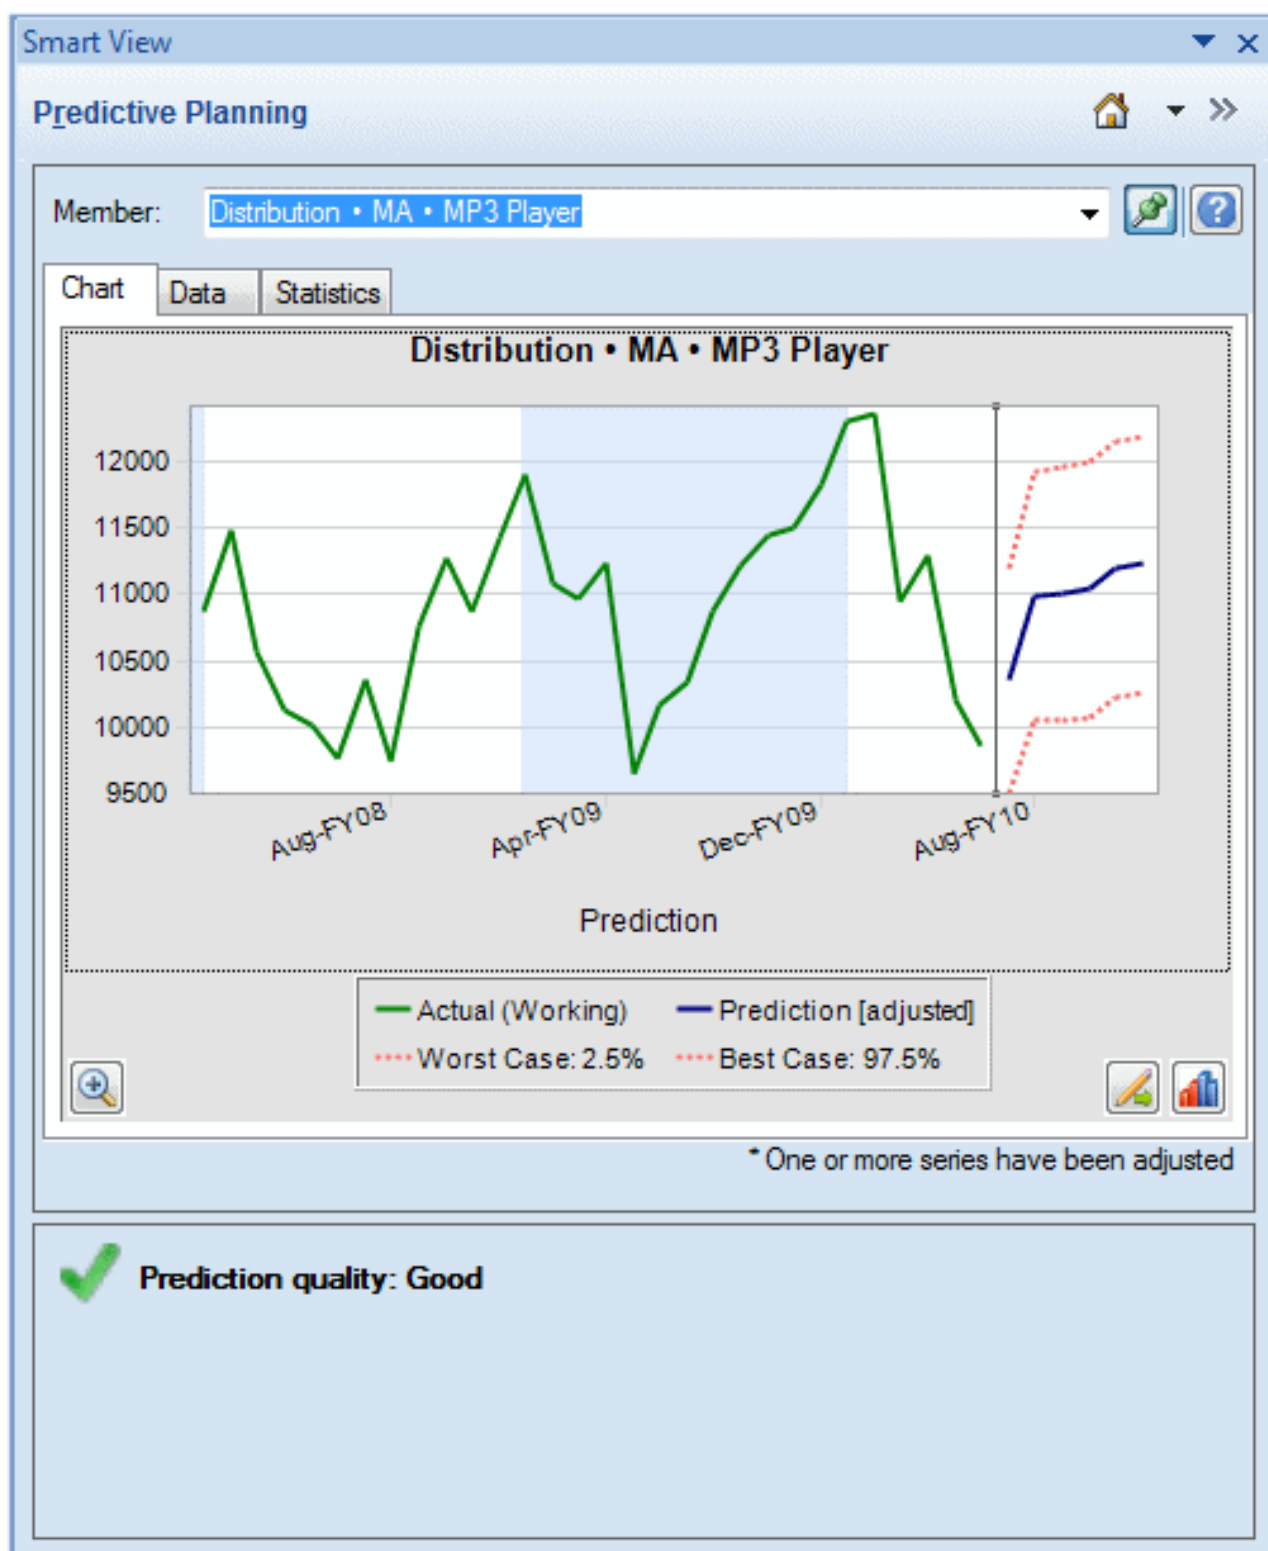 Smart View
Predictive Planning
Member: Distribution • MA • MP3 Player
Chart Data Statistics
Distribution • MA • MP3 Player
12000
11500
11000
10500
10000
9500
Aug-FY08 Apr-FY09 Dec-FY09 Aug-FY10
Prediction
Actual (Working) Prediction [adjusted]
Worst Case: 2.5% Best Case: 97.5%
* One or more series have been adjusted
Prediction quality: Good